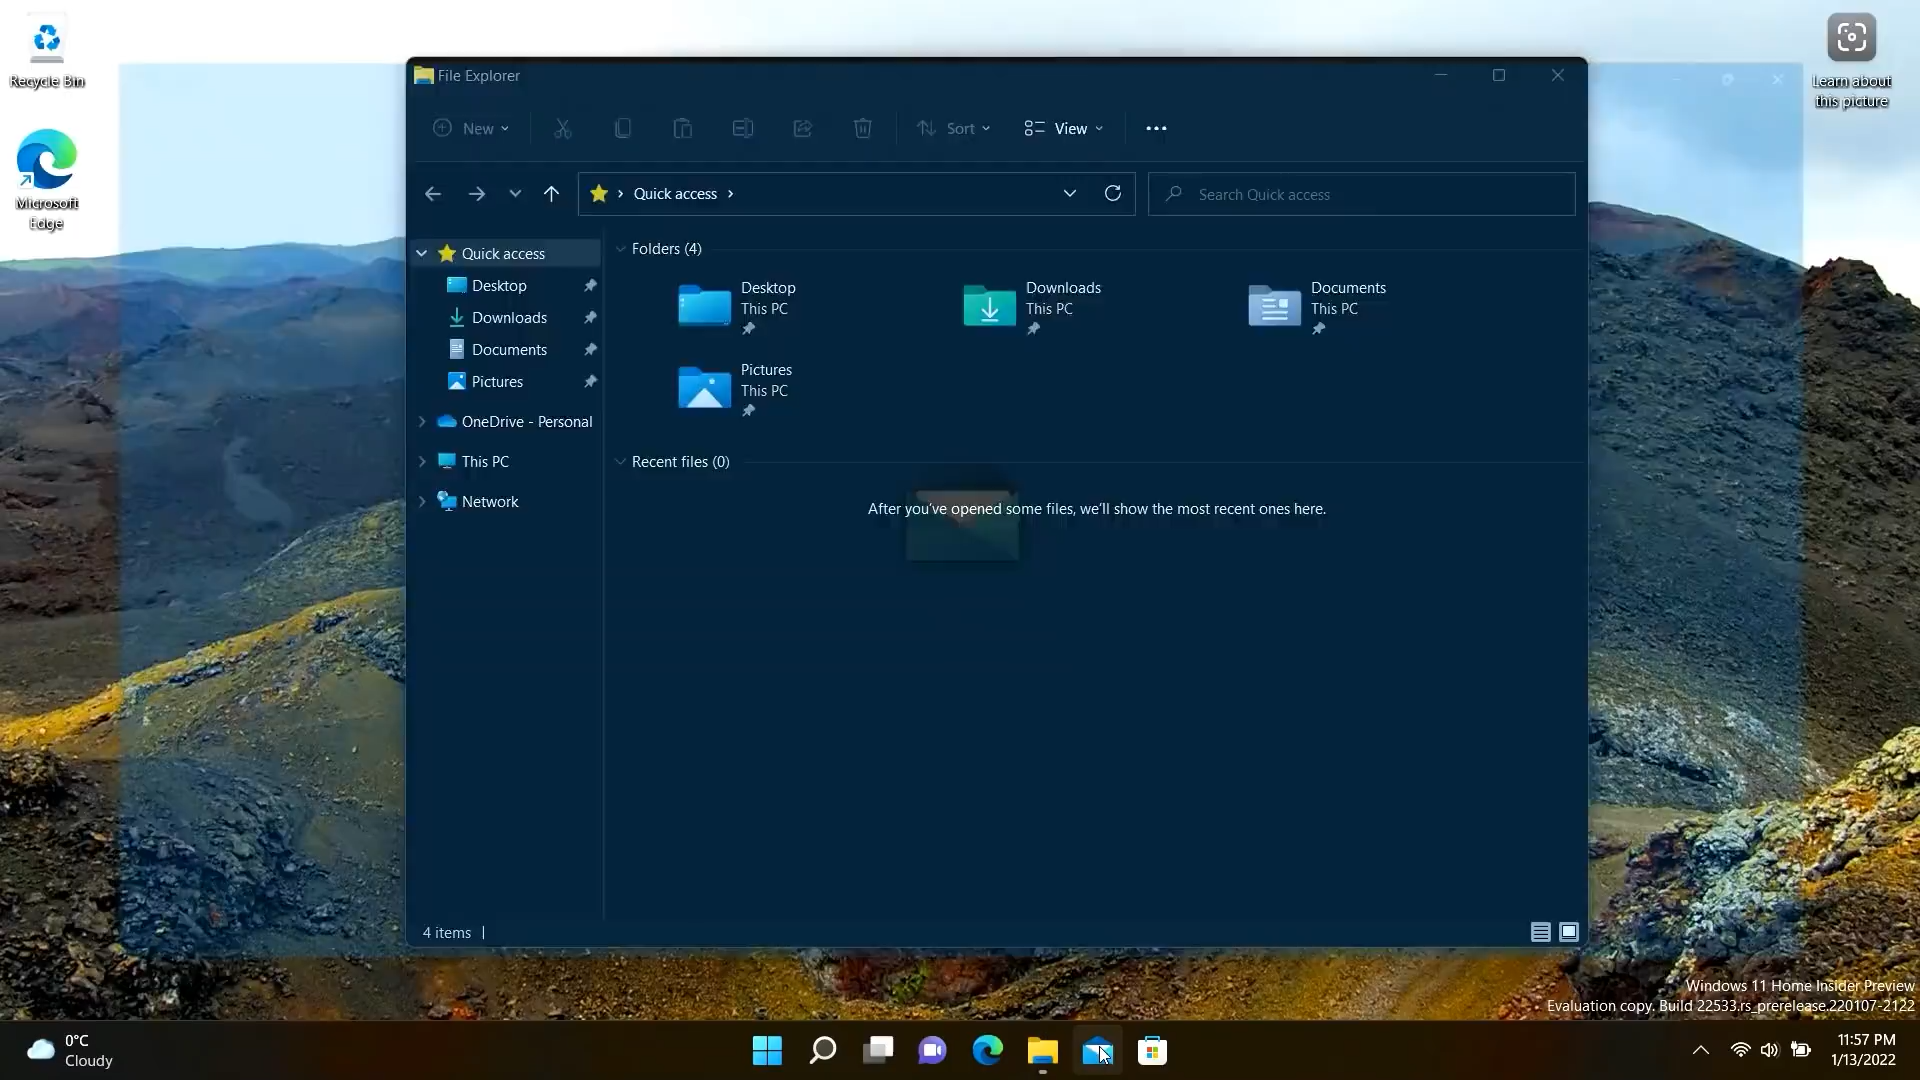 Recycle Bin
Microsoft
Edge
Learn about
this picture
File Explorer
New
Sort
View
Quick access
Search Quick access
Quick access
Desktop
Downloads
Documents
Pictures
OneDrive - Personal
This PC
Network
Folders (4)
Desktop
This PC
Downloads
This PC
Documents
This PC
Pictures
This PC
Recent files (0)
After you've opened some files, we'll show the most recent ones here.
4 items
Windows 11 Home Insider Preview
Evaluation copy. Build 22533.rs_prerelease.220107-2122
0°C
Cloudy
11:57 PM
1/13/2022